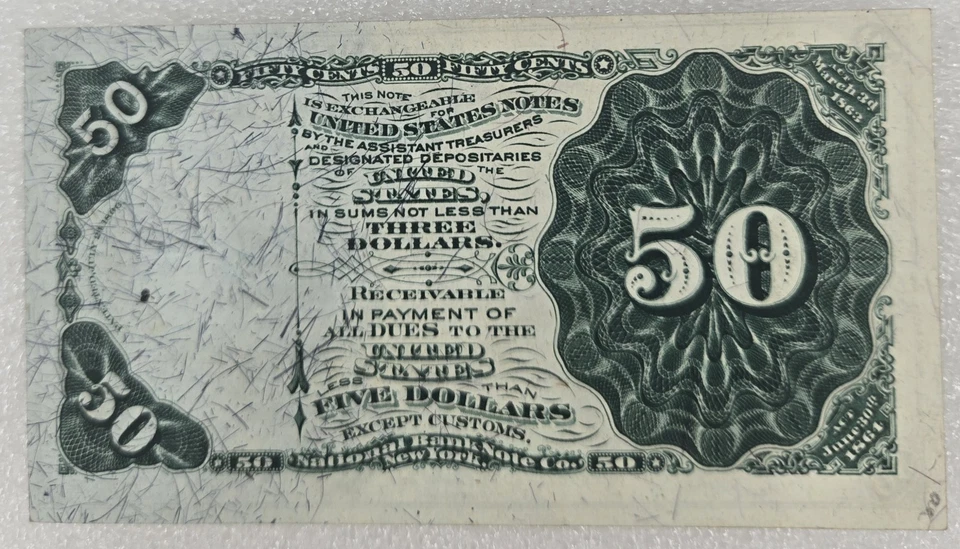 FIFTY CENTS 50 FIFTY CENTS
50
ACT
March 3d
1863
THIS NOTE
IS EXCHANGEABLE
FOR
UNITED STATES NOTES
BY THE ASSISTANT TREASURERS
AND
DESIGNATED DEPOSITARIES
OF THE
UNITED
STATES,
IN SUMS NOT LESS THAN
THREE
DOLLARS.
50
RECEIVABLE
IN PAYMENT OF
ALL DUES TO THE
UNITED
STATES
LESS THAN
FIVE DOLLARS
EXCEPT CUSTOMS.
50
ACT
June 30th
1864
50 National Bank Note Co. 50
New York.